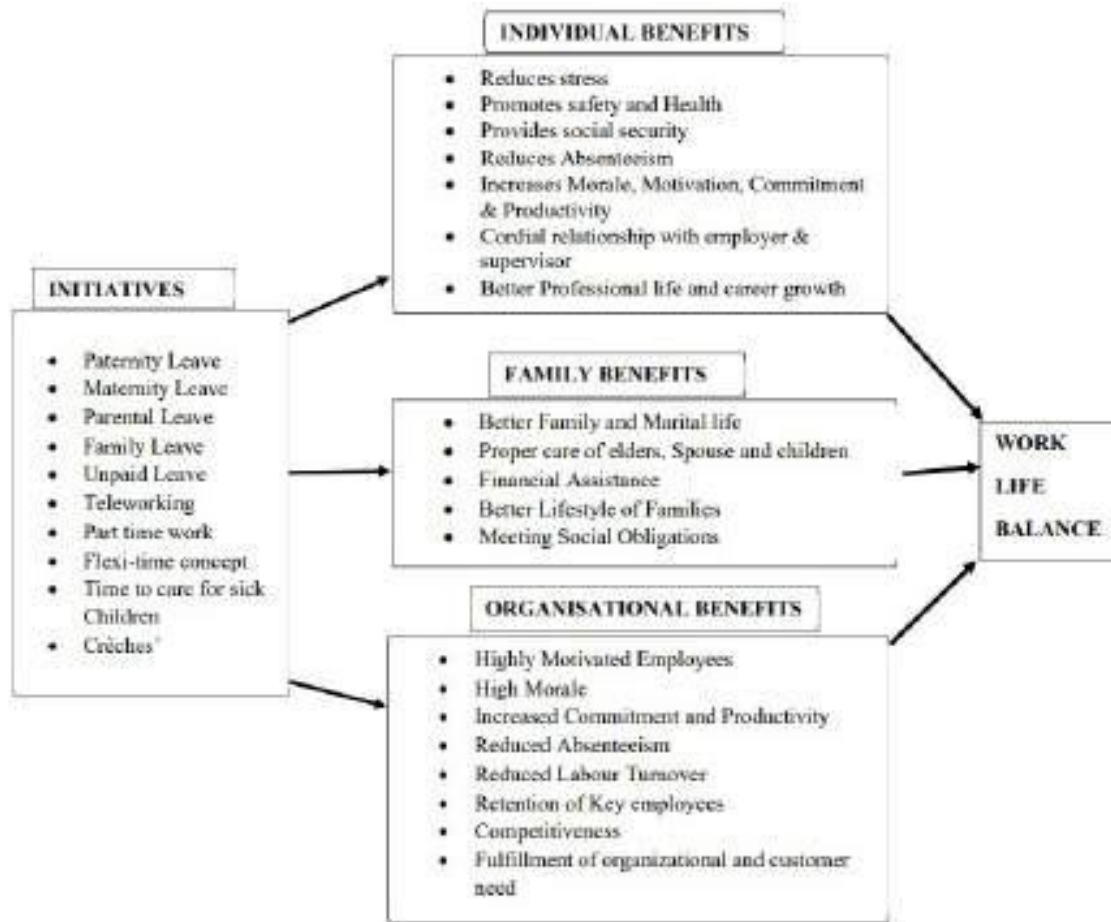 INDIVIDUAL BENEFITS
• Reduces stress
• Promotes safety and Health
• Provides social security
• Reduces Absenteeism
• Increases Morale, Motivation, Commitment
& Productivity
• Cordial relationship with employer &
supervisor
• Better Professional life and career growth
INITIATIVES
• Paternity Leave
• Maternity Leave
• Parental Leave
• Family Leave
• Unpaid Leave
• Teleworking
• Part time work
• Flexi-time concept
• Time to care for sick
Children
• Crèches'
FAMILY BENEFITS
• Better Family and Marital life
• Proper care of elders, Spouse and children
• Financial Assistance
• Better Lifestyle of Families
• Meeting Social Obligations
ORGANISATIONAL BENEFITS
• Highly Motivated Employees
• High Morale
• Increased Commitment and Productivity
• Reduced Absenteeism
• Reduced Labour Turnover
• Retention of Key employees
• Competitiveness
• Fulfillment of organizational and customer
need
WORK
LIFE
BALANCE